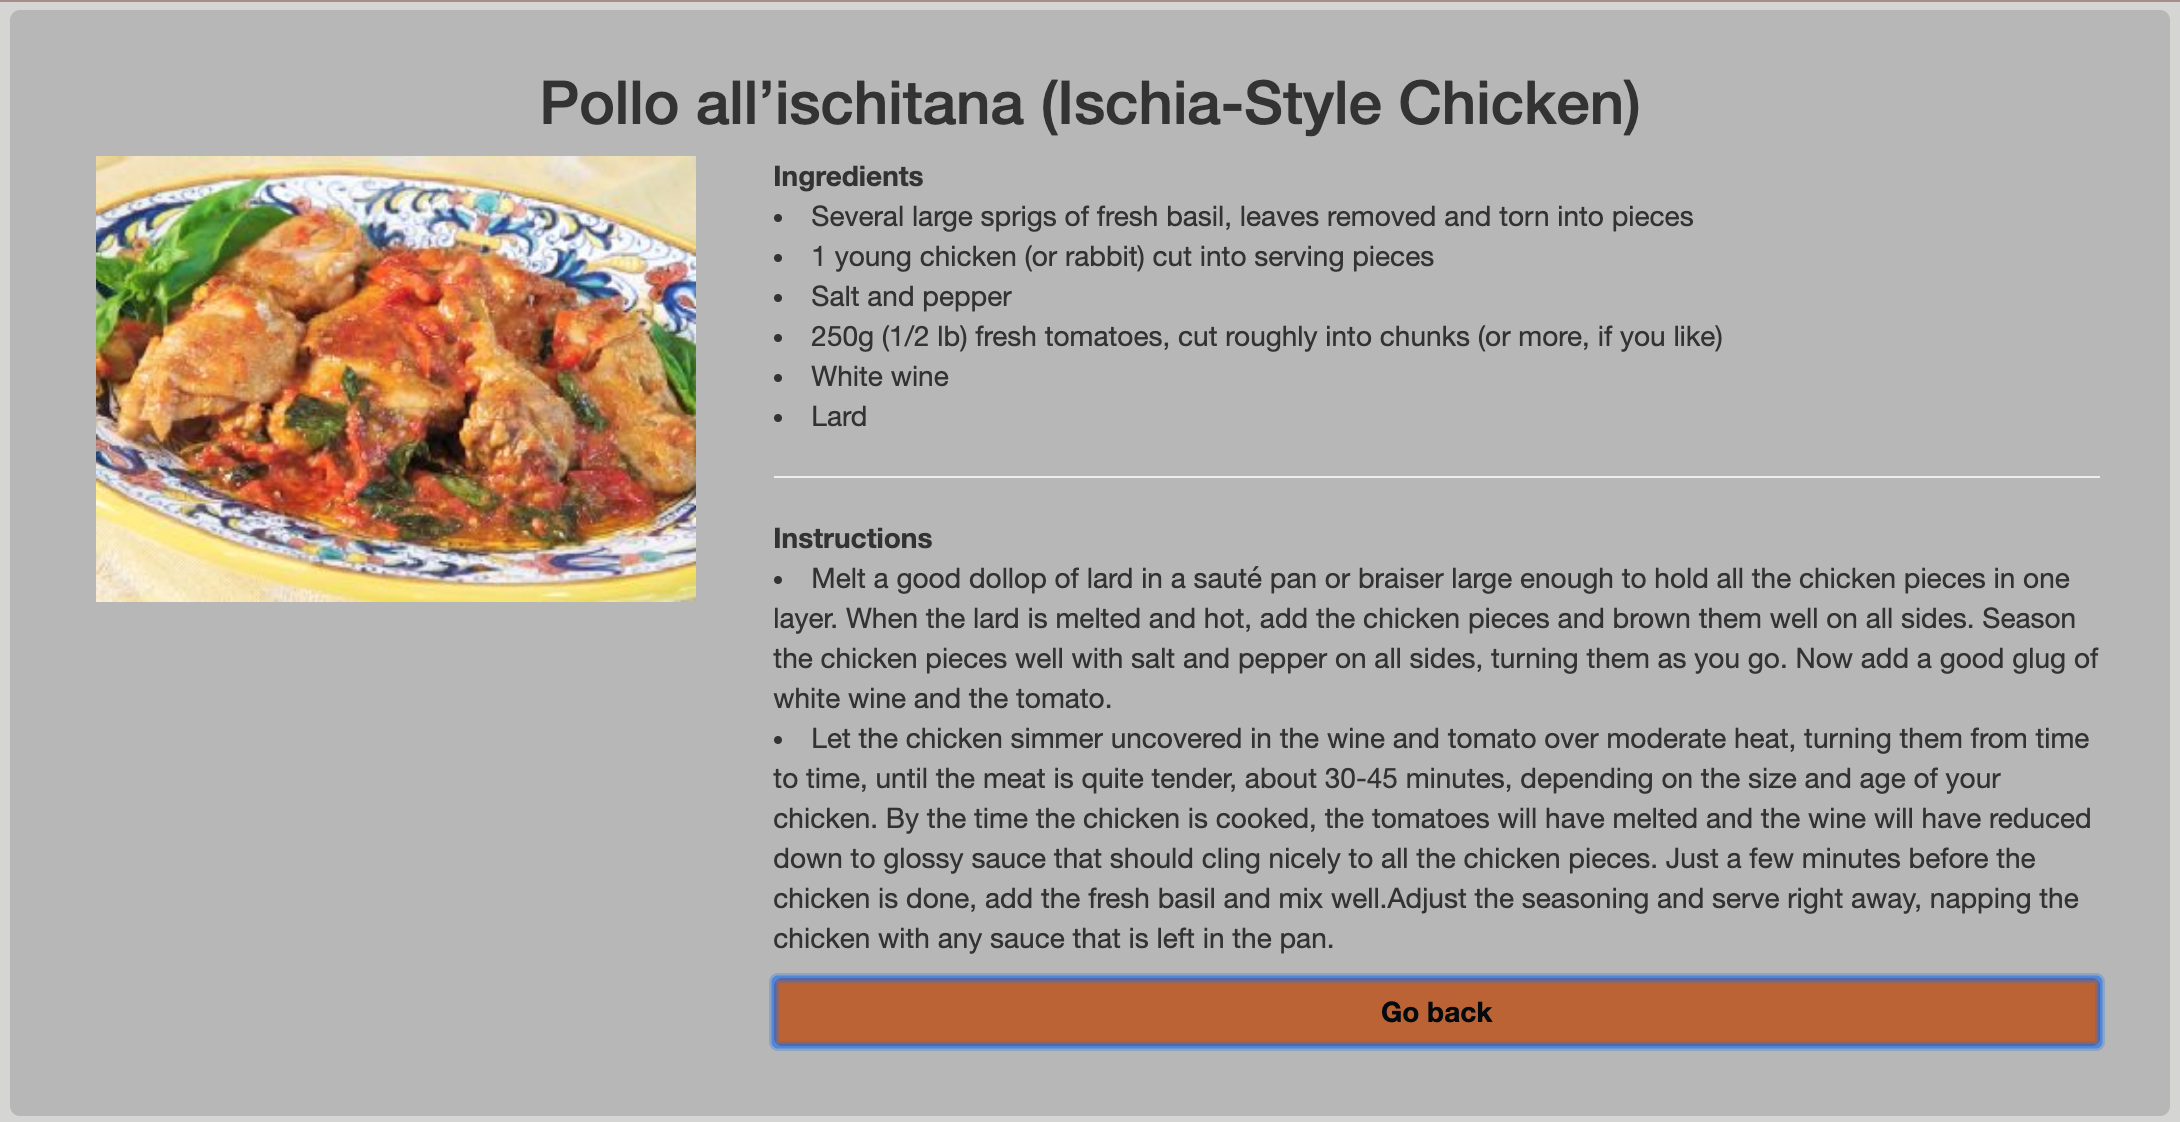 Pollo all’ischitana (Ischia-Style Chicken)
Ingredients
• Several large sprigs of fresh basil, leaves removed and torn into pieces
• 1 young chicken (or rabbit) cut into serving pieces
• Salt and pepper
• 250g (1/2 lb) fresh tomatoes, cut roughly into chunks (or more, if you like)
• White wine
• Lard
Instructions
• Melt a good dollop of lard in a sauté pan or braiser large enough to hold all the chicken pieces in one
layer. When the lard is melted and hot, add the chicken pieces and brown them well on all sides. Season
the chicken pieces well with salt and pepper on all sides, turning them as you go. Now add a good glug of
white wine and the tomato.
• Let the chicken simmer uncovered in the wine and tomato over moderate heat, turning them from time
to time, until the meat is quite tender, about 30-45 minutes, depending on the size and age of your
chicken. By the time the chicken is cooked, the tomatoes will have melted and the wine will have reduced
down to glossy sauce that should cling nicely to all the chicken pieces. Just a few minutes before the
chicken is done, add the fresh basil and mix well.Adjust the seasoning and serve right away, napping the
chicken with any sauce that is left in the pan.
Go back